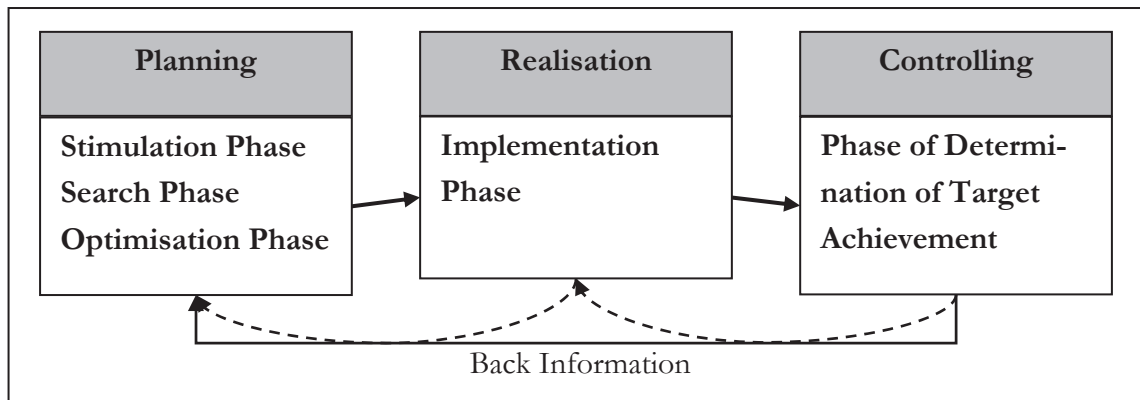 Planning
Stimulation Phase
Search Phase
Optimisation Phase
Realisation
Implementation
Phase
Controlling
Phase of Determi-
nation of Target
Achievement
Back Information